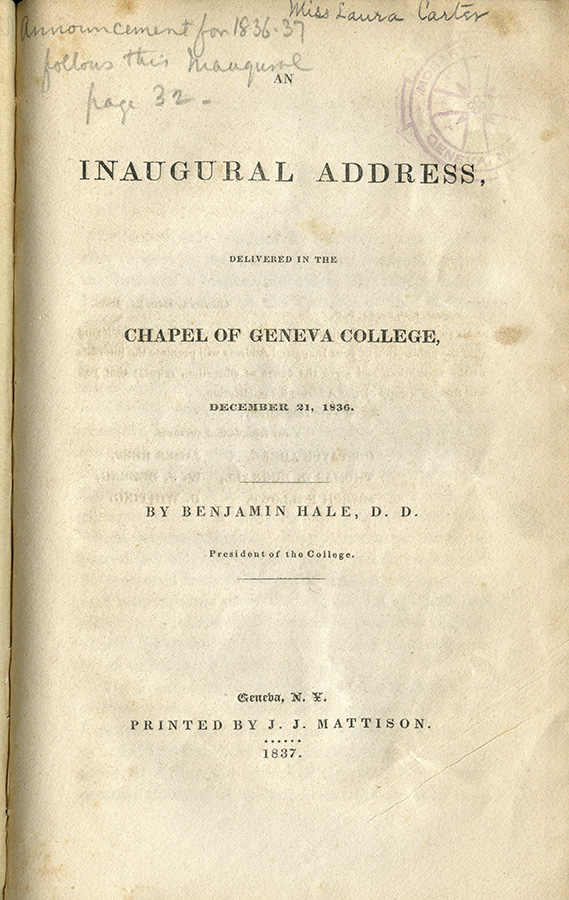 Miss Laura Carter
Announcement for 1836-37
follows this Inaugural
page 32 -
AN
INAUGURAL ADDRESS,
DELIVERED IN THE
CHAPEL OF GENEVA COLLEGE,
DECEMBER 21, 1836.
BY BENJAMIN HALE, D. D.
President of the College.
Geneva, N. Y.
PRINTED BY J. J. MATTISON.
1837.